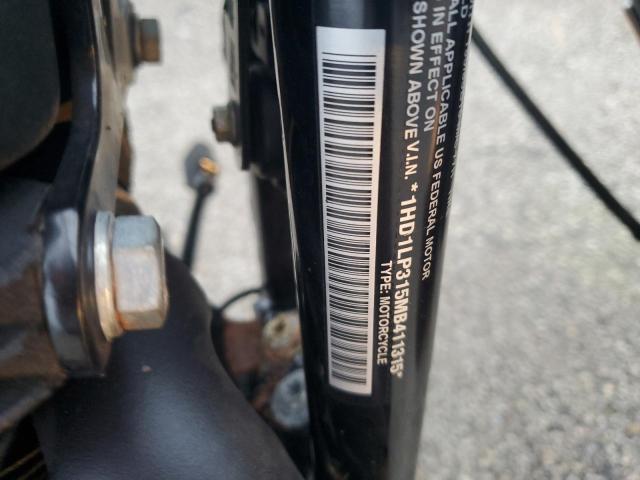 ALL APPLICABLE US FEDERAL MOTOR
IN EFFECT ON
SHOWN ABOVE V.I.N. * 1HD1LP315MB411315*
TYPE: MOTORCYCLE